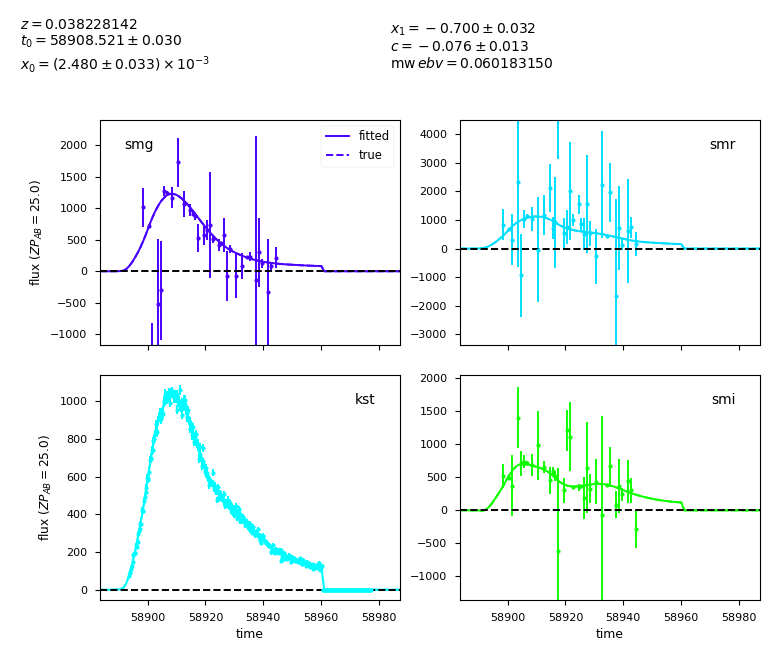 z = 0.038228142
t0 = 58908.521 ± 0.030
x0 = (2.480 ± 0.033) × 10^-3
x1 = −0.700 ± 0.032
c = −0.076 ± 0.013
mw ebv = 0.060183150
smg
fitted
true
2000
1500
1000
500
0
−500
−1000
flux (ZP_AB = 25.0)
smr
4000
3000
2000
1000
0
−1000
−2000
−3000
kst
1000
800
600
400
200
0
flux (ZP_AB = 25.0)
58900 58920 58940 58960 58980
time
smi
2000
1500
1000
500
0
−500
−1000
58900 58920 58940 58960 58980
time